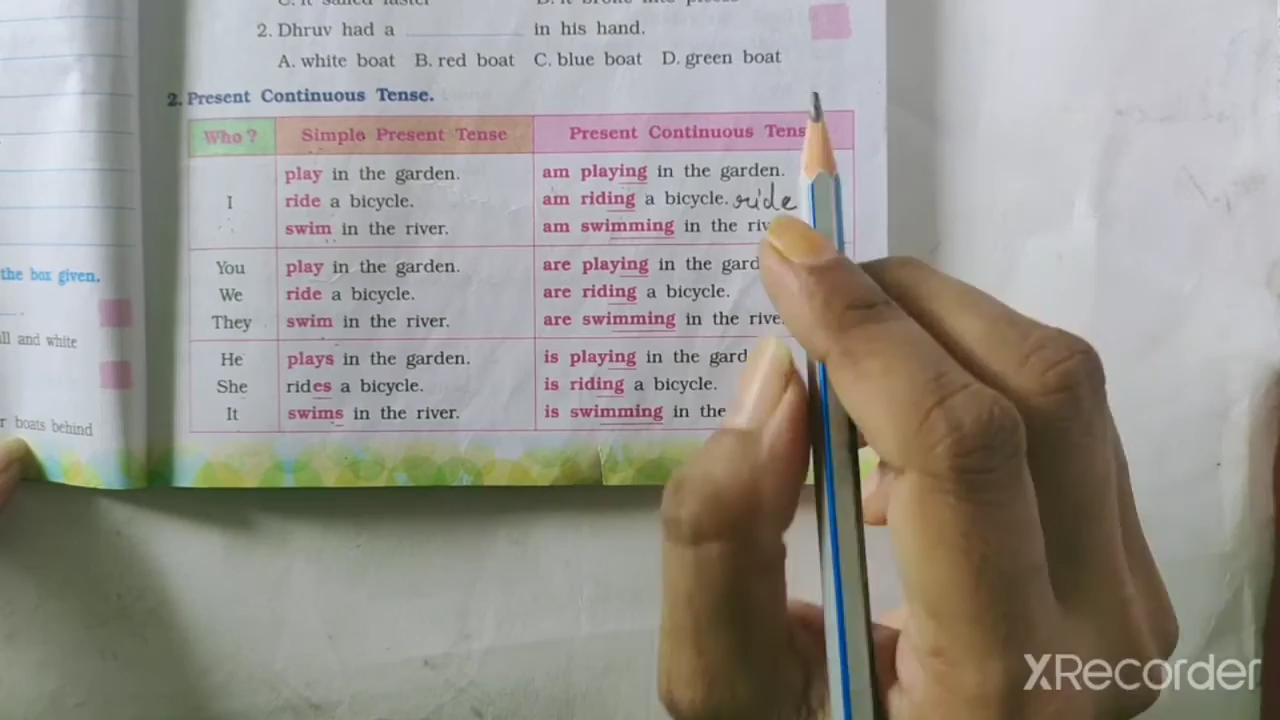 2. Dhruv had a ____________ in his hand.
A. white boat B. red boat C. blue boat D. green boat
2. Present Continuous Tense.
Who ? Simple Present Tense Present Continuous Tens
play in the garden. am playing in the garden.
I ride a bicycle. am riding a bicycle. ride
swim in the river. am swimming in the riv
You play in the garden. are playing in the gard
We ride a bicycle. are riding a bicycle.
They swim in the river. are swimming in the rive
He plays in the garden. is playing in the gard
She rides a bicycle. is riding a bicycle.
It swims in the river. is swimming in the
the box given.
ll and white
r boats behind
XRecorder